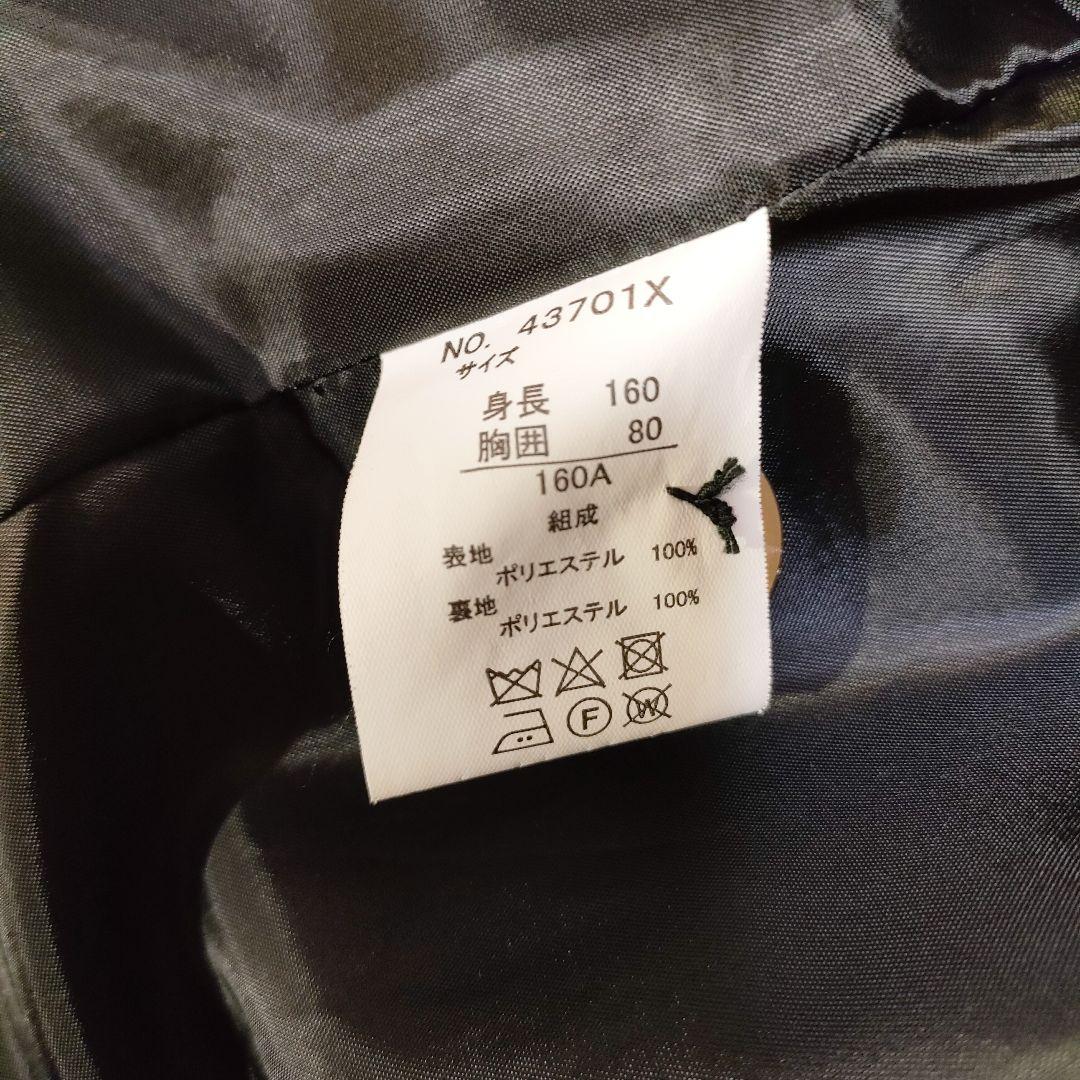 NO. 43701X
サイズ
身長 160
胸囲 80
160A
組成
表地
ポリエステル 100%
裏地
ポリエステル 100%
F W